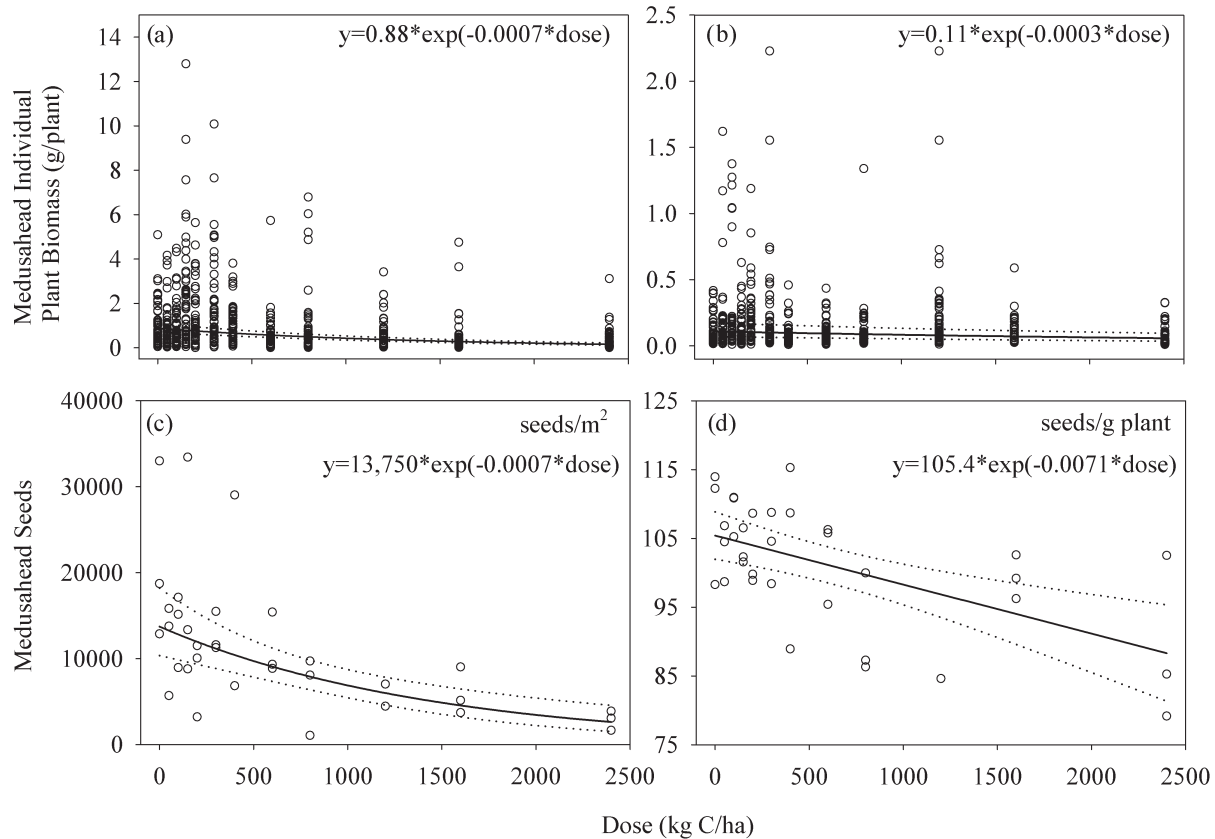 (a) y=0.88*exp(-0.0007*dose)
(b) y=0.11*exp(-0.0003*dose)
Medusahead Individual
Plant Biomass (g/plant)
14
12
10
8
6
4
2
0
2.5
2.0
1.5
1.0
0.5
0.0
(c) seeds/m²
y=13,750*exp(-0.0007*dose)
(d) seeds/g plant
y=105.4*exp(-0.0071*dose)
Medusahead Seeds
40000
30000
20000
10000
0
125
115
105
95
85
75
0 500 1000 1500 2000 2500
0 500 1000 1500 2000 2500
Dose (kg C/ha)